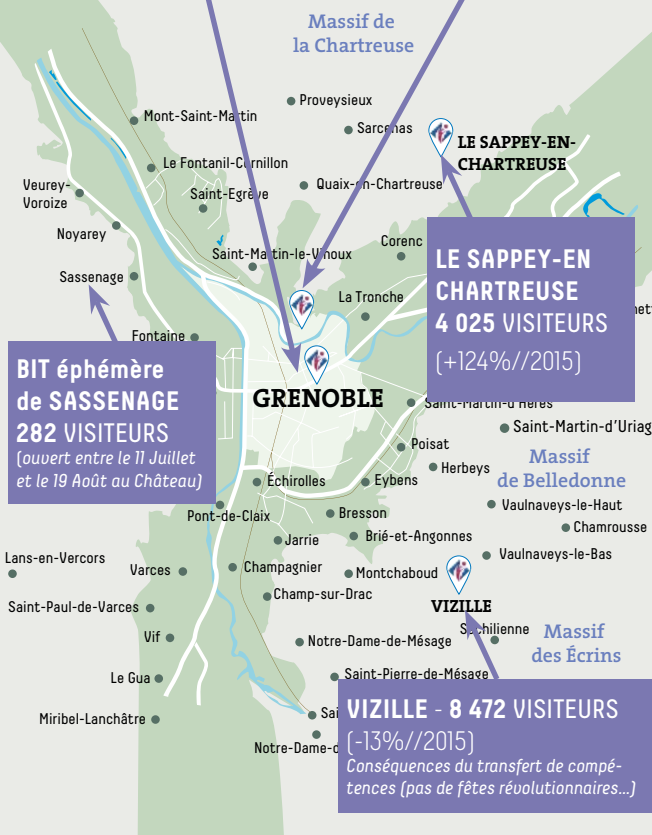 Massif de
la Chartreuse
Proveysieux
Mont-Saint-Martin
Sarcenas
LE SAPPEY-EN-
CHARTREUSE
Le Fontanil-Cornillon
Veurey-
Voroize
Saint-Egrève
Quaix-en-Chartreuse
Noyarey
Saint-Martin-le-Vinoux
Corenc
Sassenage
La Tronche
LE SAPPEY-EN
CHARTREUSE
4 025 VISITEURS
(+124%//2015)
Fontaine
BIT éphémère
de SASSENAGE
282 VISITEURS
(ouvert entre le 11 Juillet
et le 19 Août au Château)
GRENOBLE
Saint-Martin-d'Hères
Saint-Martin-d'Uriag
Poisat
Massif
de Belledonne
Herbeys
Échirolles
Eybens
Vaulnaveys-le-Haut
Pont-de-Claix
Bresson
Chamrousse
Jarrie
Brié-et-Angonnes
Vaulnaveys-le-Bas
Lans-en-Vercors
Varces
Champagnier
Montchaboud
Champ-sur-Drac
VIZILLE
Saint-Paul-de-Varces
Séchilienne
Massif
des Écrins
Vif
Notre-Dame-de-Mésage
Le Gua
Saint-Pierre-de-Mésage
Miribel-Lanchâtre
Sai
Notre-Dame-d
VIZILLE - 8 472 VISITEURS
(-13%//2015)
Conséquences du transfert de compé-
tences (pas de fêtes révolutionnaires...)